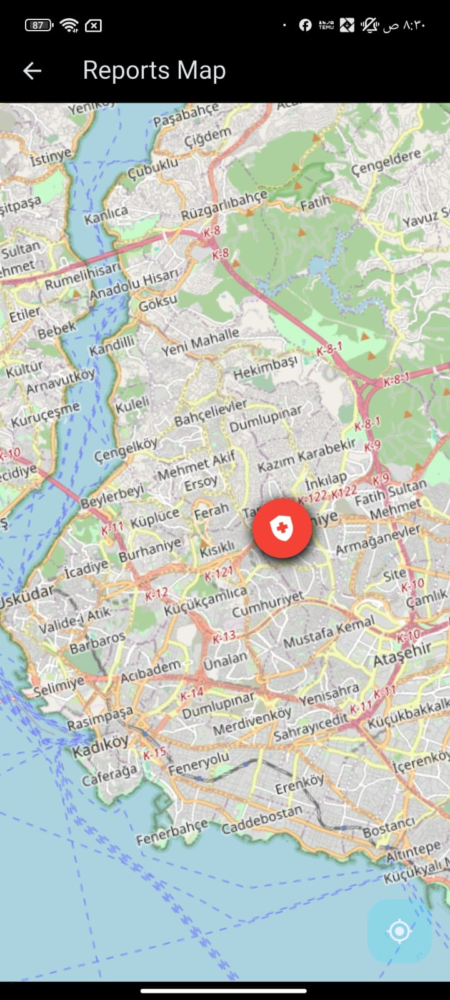 87
TEMU
ص ٨:٣٠
Reports Map
Paşabahçe
Çiğdem
İstinye
Çubuklu
Çengeldere
şitpaşa
Kanlıca
Rüzgarlıbahçe
Fatih
Yavuz S
K-8
Sultan
ehmet
K-8
Rumelihisarı
Anadolu Hisarı
Etiler
Göksu
Bebek
Kandilli
Yeni Mahalle
K-8-1
Kültür
Hekimbaşı
Arnavutköy
K-8-1
Kuleli
Kuruçeşme
Bahçelievler
Dumlupınar
K-8-1
K-10
Çengelköy
K-9
ecidiye
Mehmet Akif
Ersoy
Kazım Karabekir
İnkılap
K-9
Beylerbeyi
K-122
K122
Fatih Sultan
Mehmet
Küplüce
Ferah
Ta
niye
K-11
Burhaniye
Kısıklı
Armağanevler
İcadiye
K-121
Site
K-10
Üsküdar
K-12
Küçükçamlıca
Cumhuriyet
Çamlık
Valide-i Atik
Barbaros
K-13
Mustafa Kemal
K-10
Ataşehir
Ünalan
Acıbadem
Selimiye
K-14
Dumlupınar
Yenisahra
K-11
K-11
Rasimpaşa
Merdivenköy
Sahrayıcedit
Küçükbakkalk
Kadıköy
K-15
Feneryolu
İçerenköy
Caferağa
Erenköy
Fenerbahçe
Caddebostan
Bostancı
Altıntepe
Küçükyalı M